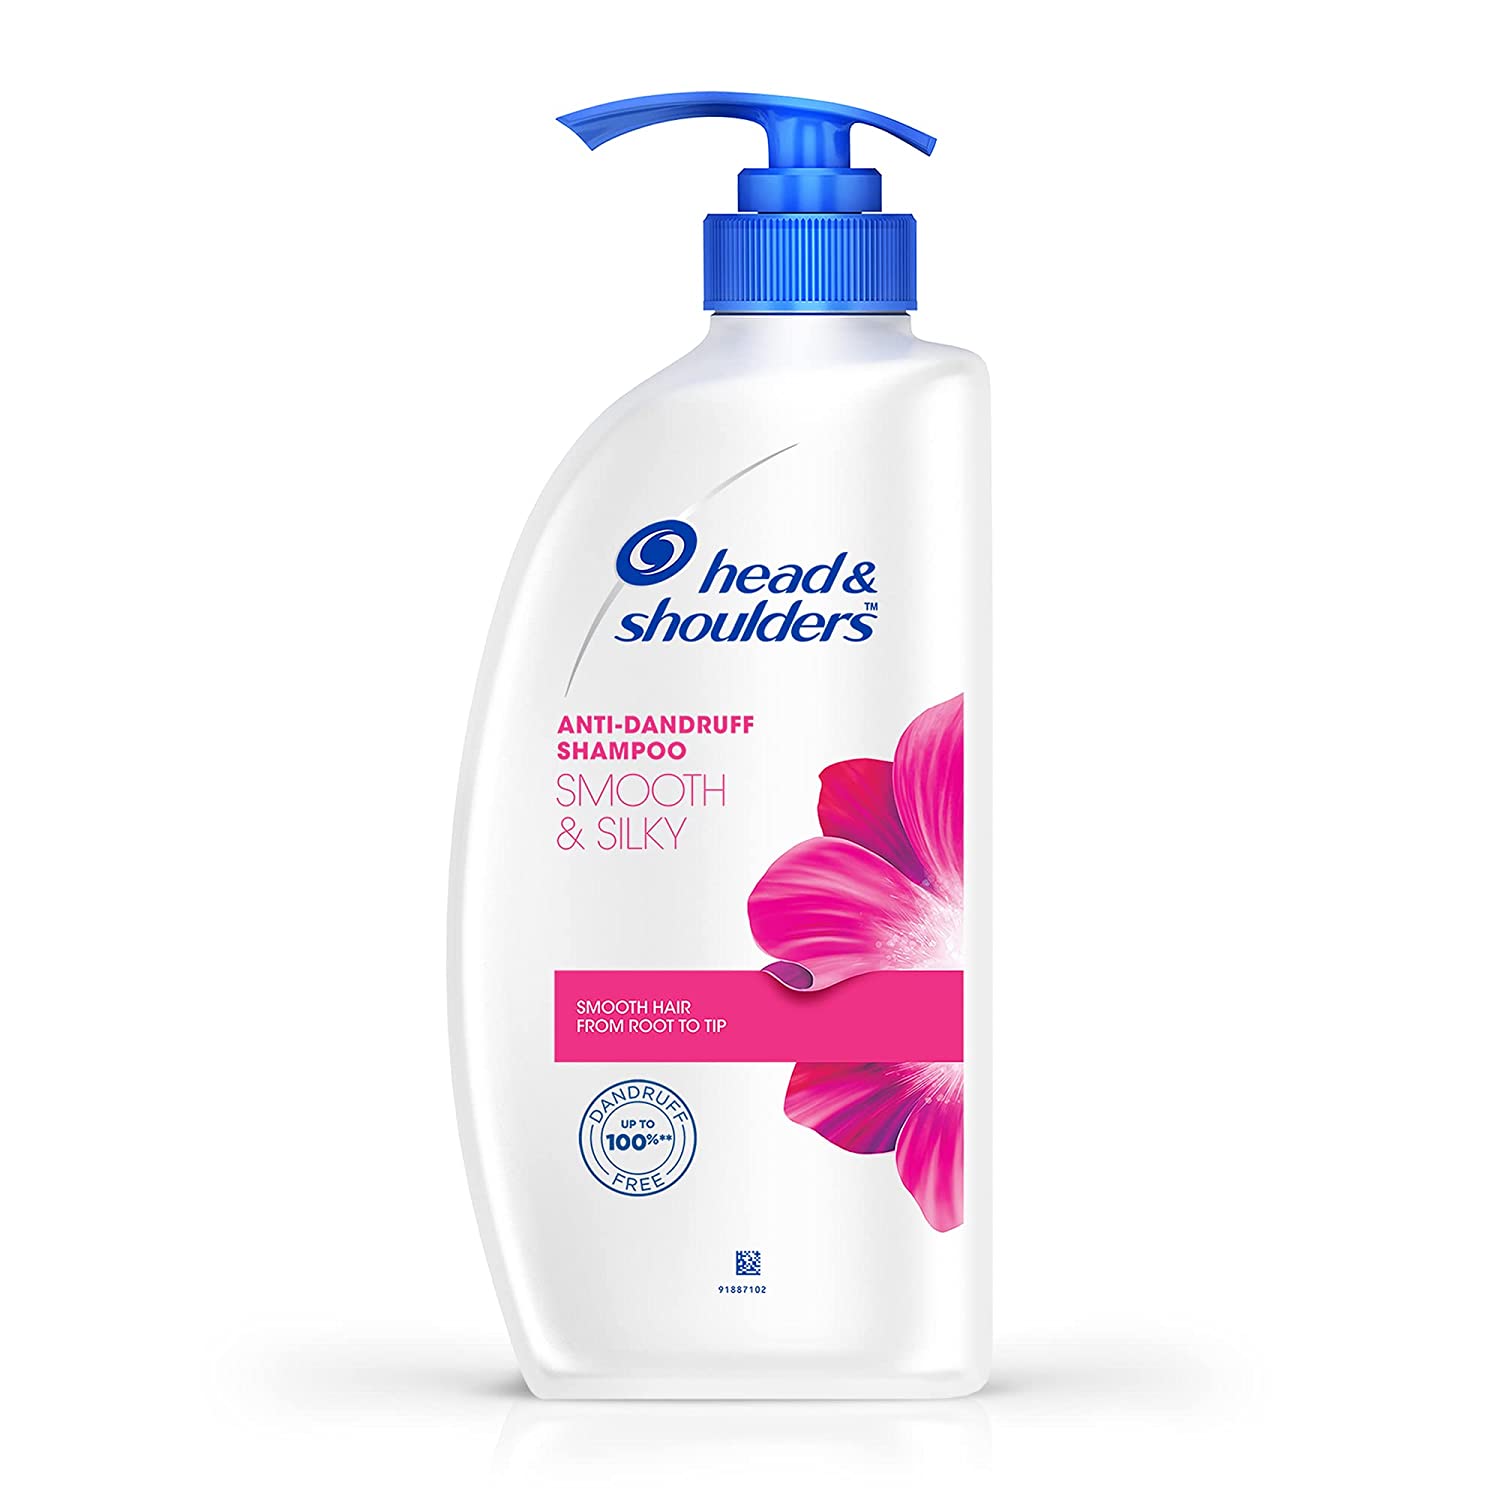 head &
shoulders™
ANTI-DANDRUFF
SHAMPOO
SMOOTH
& SILKY
SMOOTH HAIR
FROM ROOT TO TIP
DANDRUFF
UP TO
100%**
FREE
91887102